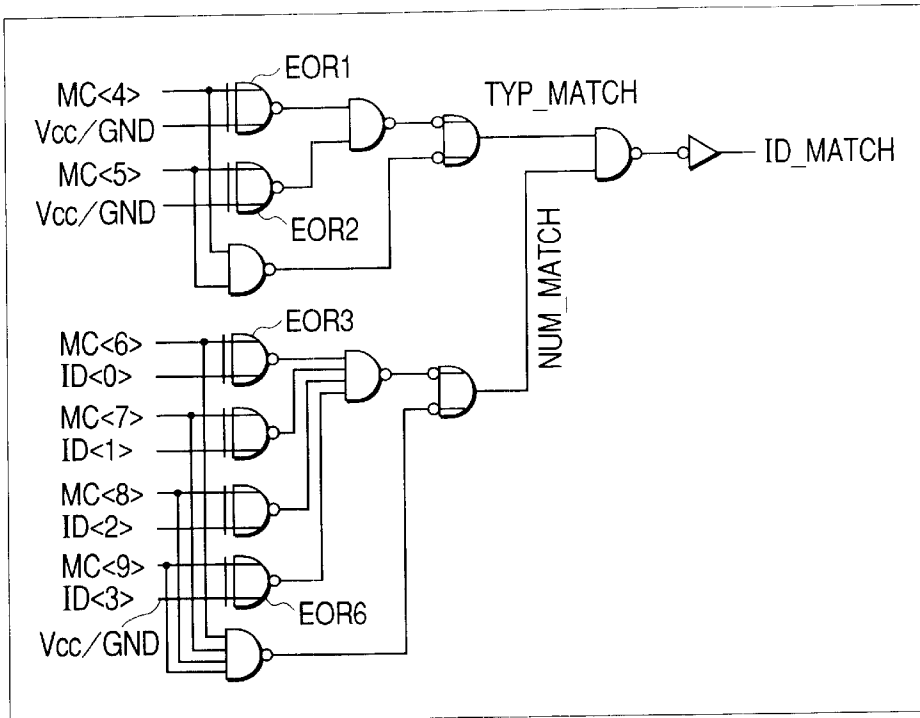 EOR1
MC<4>
Vcc/GND
TYP_MATCH
ID_MATCH
MC<5>
Vcc/GND
EOR2
NUM_MATCH
EOR3
MC<6>
ID<0>
MC<7>
ID<1>
MC<8>
ID<2>
MC<9>
ID<3>
EOR6
Vcc/GND